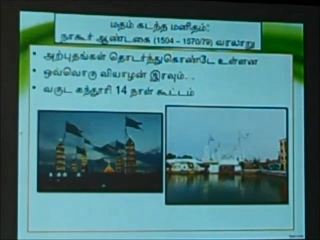 மதம் கடந்த மனிதம்:
நாகூர் ஆண்டகை (1504 – 1570/79) வரலாறு
• அற்புதங்கள் தொடர்ந்துகொண்டே உள்ளன
• ஒவ்வொரு வியாழன் இரவும்...
• வருட கந்தூரி 14 நாள் கூட்டம்